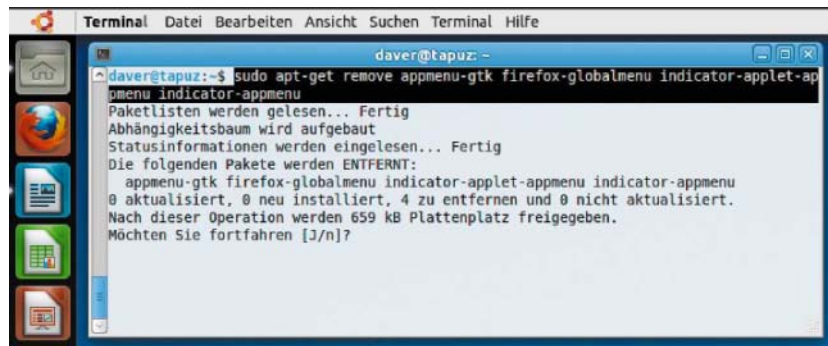 Terminal Datei Bearbeiten Ansicht Suchen Terminal Hilfe
daver@tapuz: ~
daver@tapuz:~$ sudo apt-get remove appmenu-gtk firefox-globalmenu indicator-applet-ap
pmenu indicator-appmenu
Paketlisten werden gelesen... Fertig
Abhängigkeitsbaum wird aufgebaut
Statusinformationen werden eingelesen... Fertig
Die folgenden Pakete werden ENTFERNT:
appmenu-gtk firefox-globalmenu indicator-applet-appmenu indicator-appmenu
0 aktualisiert, 0 neu installiert, 4 zu entfernen und 0 nicht aktualisiert.
Nach dieser Operation werden 659 kB Plattenplatz freigegeben.
Möchten Sie fortfahren [J/n]?